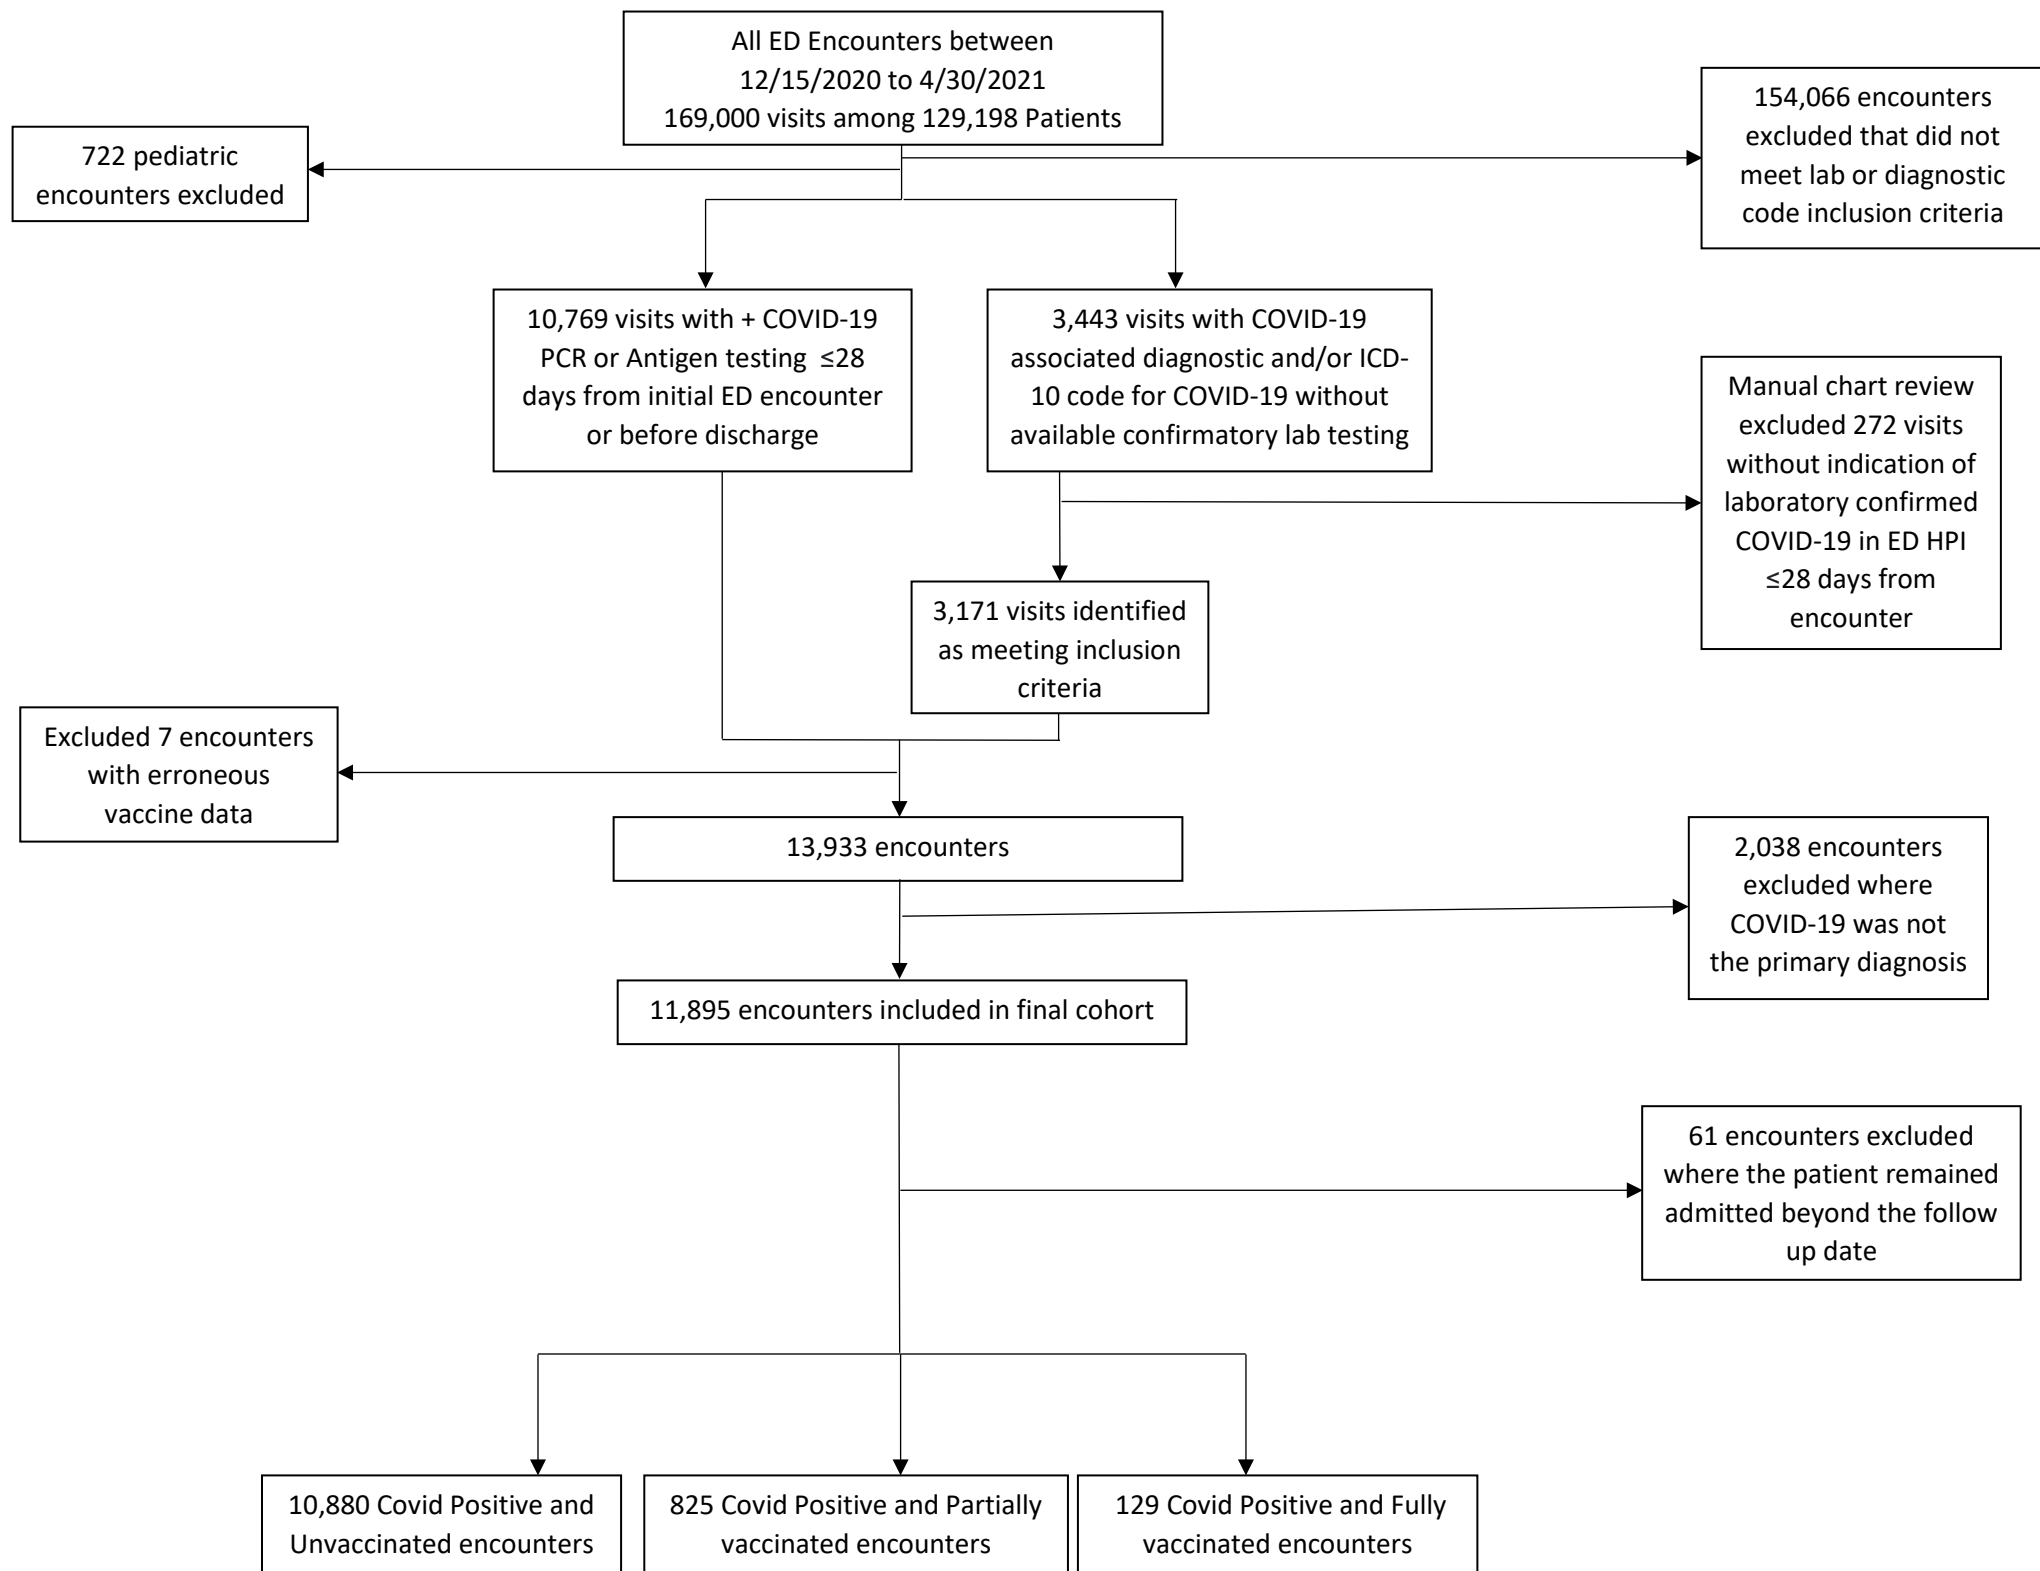 All ED Encounters between
12/15/2020 to 4/30/2021
169,000 visits among 129,198 Patients
722 pediatric
encounters excluded
154,066 encounters
excluded that did not
meet lab or diagnostic
code inclusion criteria
10,769 visits with + COVID-19
PCR or Antigen testing ≤28
days from initial ED encounter
or before discharge
3,443 visits with COVID-19
associated diagnostic and/or ICD-
10 code for COVID-19 without
available confirmatory lab testing
Manual chart review
excluded 272 visits
without indication of
laboratory confirmed
COVID-19 in ED HPI
≤28 days from
encounter
3,171 visits identified
as meeting inclusion
criteria
Excluded 7 encounters
with erroneous
vaccine data
13,933 encounters
2,038 encounters
excluded where
COVID-19 was not
the primary diagnosis
11,895 encounters included in final cohort
61 encounters excluded
where the patient remained
admitted beyond the follow
up date
10,880 Covid Positive and
Unvaccinated encounters
825 Covid Positive and Partially
vaccinated encounters
129 Covid Positive and Fully
vaccinated encounters